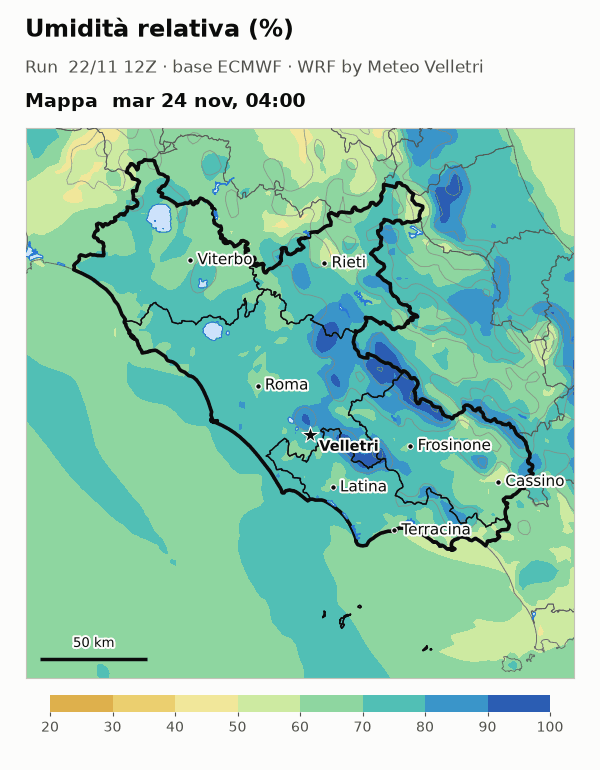 Umidità relativa (%)
Run  22/11 12Z · base ECMWF · WRF by Meteo Velletri
Mappa  mar 24 nov, 04:00
Viterbo
Rieti
Roma
Velletri
Frosinone
Latina
Cassino
Terracina
50 km
20 30 40 50 60 70 80 90 100